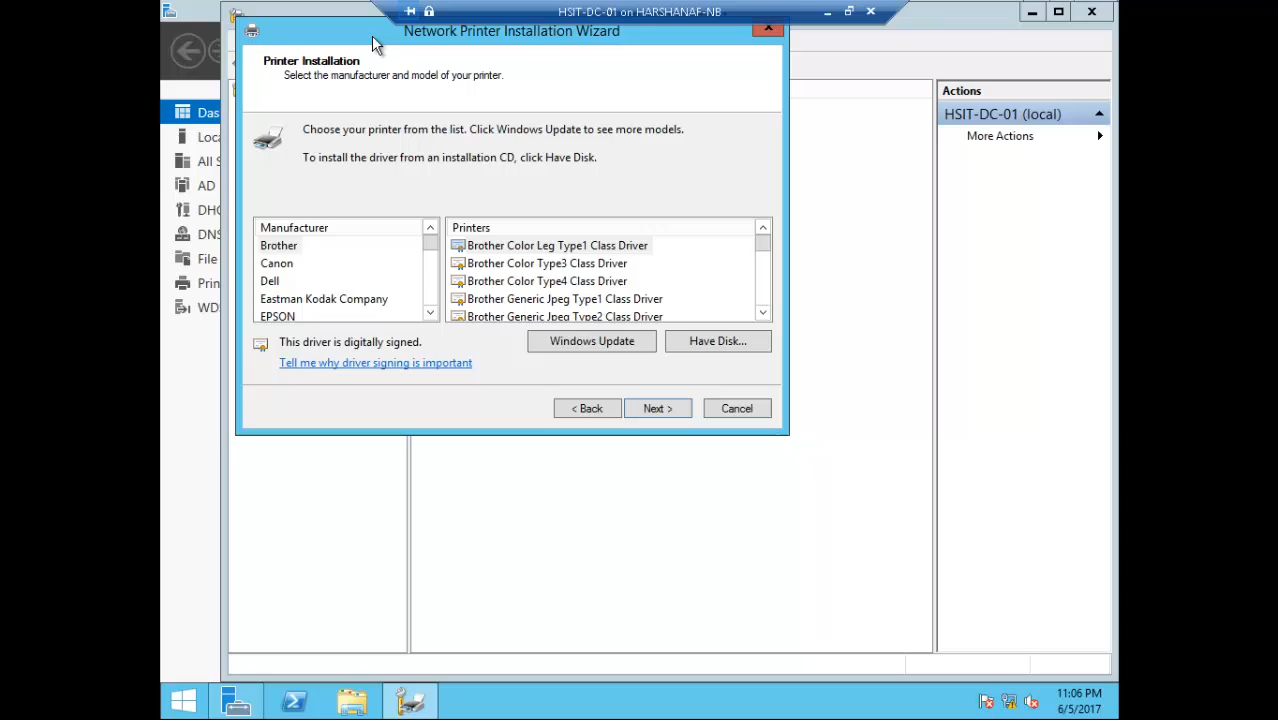 HSIT-DC-01 on HARSHANAF-NB
Network Printer Installation Wizard
Printer Installation
Select the manufacturer and model of your printer.
Choose your printer from the list. Click Windows Update to see more models.
To install the driver from an installation CD, click Have Disk.
Manufacturer
Brother
Canon
Dell
Eastman Kodak Company
EPSON
Printers
Brother Color Leg Type1 Class Driver
Brother Color Type3 Class Driver
Brother Color Type4 Class Driver
Brother Generic Jpeg Type1 Class Driver
Brother Generic Jpeg Type2 Class Driver
This driver is digitally signed.
Tell me why driver signing is important
Windows Update
Have Disk...
< Back
Next >
Cancel
Das
Loca
All S
AD
DHC
DNS
File
Prin
WD
Actions
HSIT-DC-01 (local)
More Actions
11:06 PM
6/5/2017